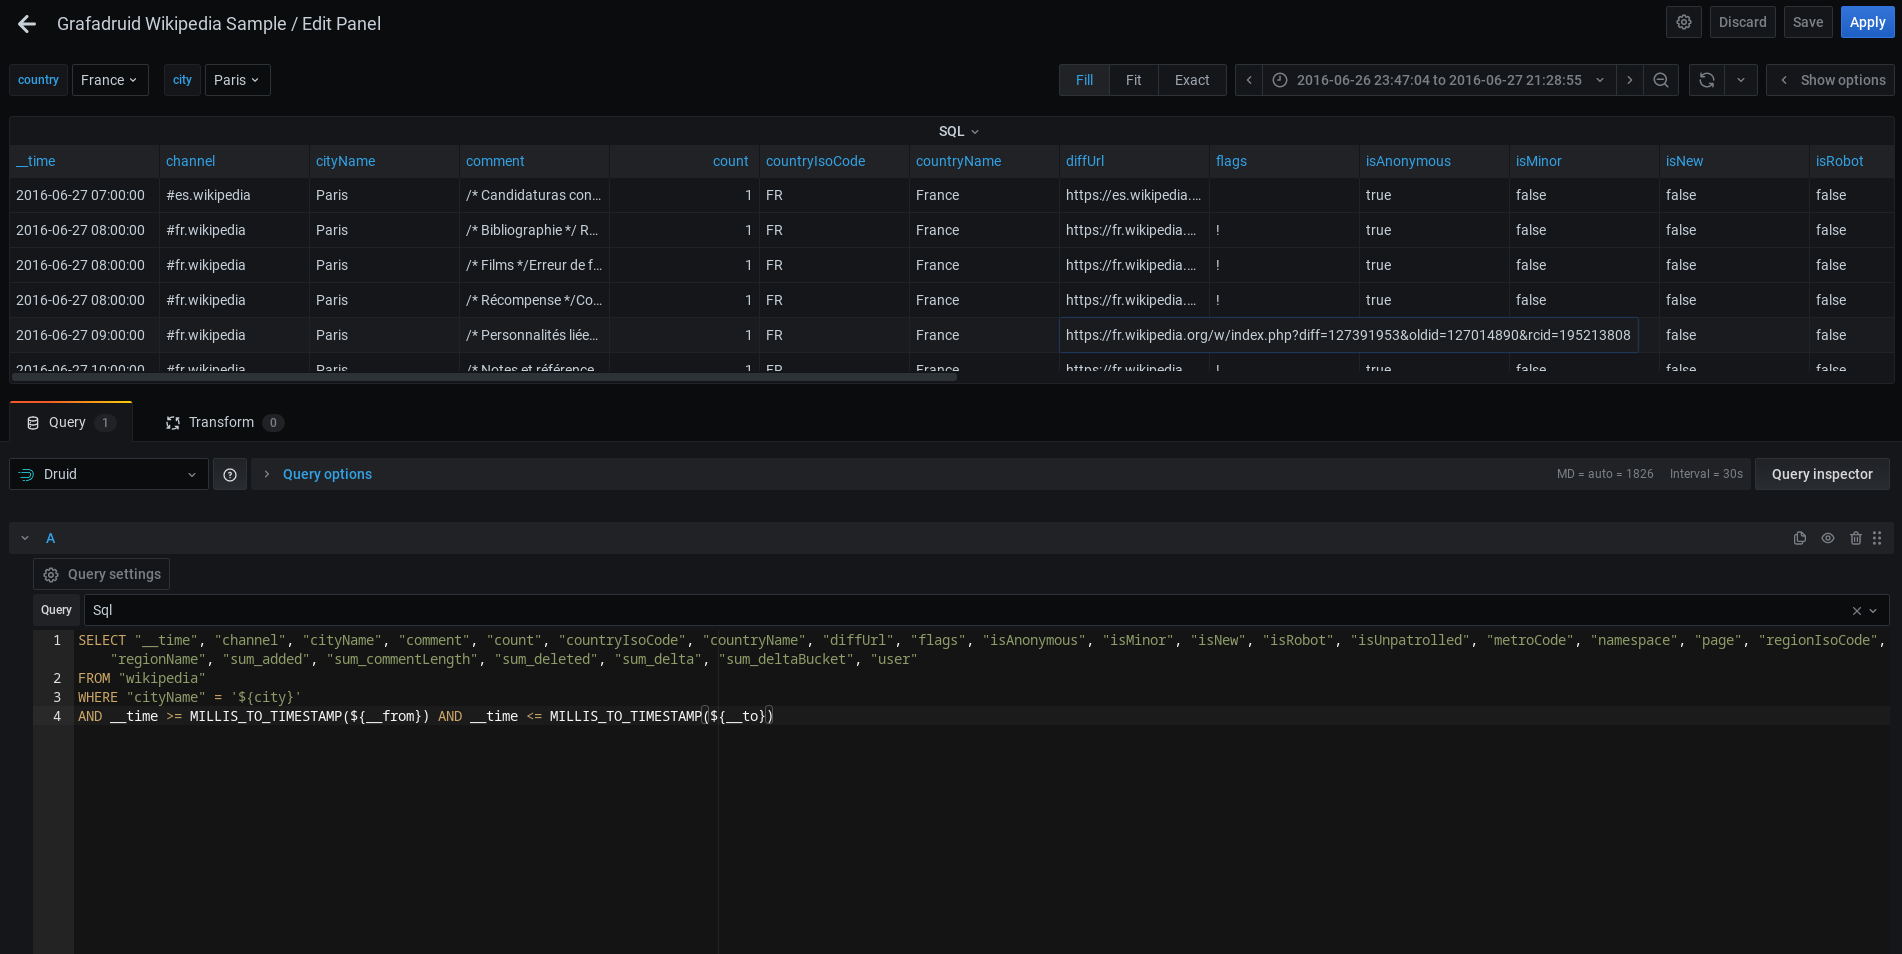 Grafadruid Wikipedia Sample / Edit Panel Discard Save Apply
country France city Paris Fill Fit Exact 2016-06-26 23:47:04 to 2016-06-27 21:28:55 Show options
SQL
__time channel cityName comment count countryIsoCode countryName diffUrl flags isAnonymous isMinor isNew isRobot
2016-06-27 07:00:00 #es.wikipedia Paris /* Candidaturas con… 1 FR France https://es.wikipedia.… true false false false
2016-06-27 08:00:00 #fr.wikipedia Paris /* Bibliographie */ R… 1 FR France https://fr.wikipedia.… ! true false false false
2016-06-27 08:00:00 #fr.wikipedia Paris /* Films */Erreur de f… 1 FR France https://fr.wikipedia.… ! true false false false
2016-06-27 08:00:00 #fr.wikipedia Paris /* Récompense */Co… 1 FR France https://fr.wikipedia.… ! true false false false
2016-06-27 09:00:00 #fr.wikipedia Paris /* Personnalités liée… 1 FR France https://fr.wikipedia.org/w/index.php?diff=127391953&oldid=127014890&rcid=195213808 false false
2016-06-27 10:00:00 #fr.wikipedia Paris /* Notes et référence 1 FR France https://fr.wikipedia. ! true false false false
Query 1 Transform 0
Druid Query options MD = auto = 1826 Interval = 30s Query inspector
A
Query settings
Query Sql
1 SELECT "__time", "channel", "cityName", "comment", "count", "countryIsoCode", "countryName", "diffUrl", "flags", "isAnonymous", "isMinor", "isNew", "isRobot", "isUnpatrolled", "metroCode", "namespace", "page", "regionIsoCode",
"regionName", "sum_added", "sum_commentLength", "sum_deleted", "sum_delta", "sum_deltaBucket", "user"
2 FROM "wikipedia"
3 WHERE "cityName" = '${city}'
4 AND __time >= MILLIS_TO_TIMESTAMP(${__from}) AND __time <= MILLIS_TO_TIMESTAMP(${__to})